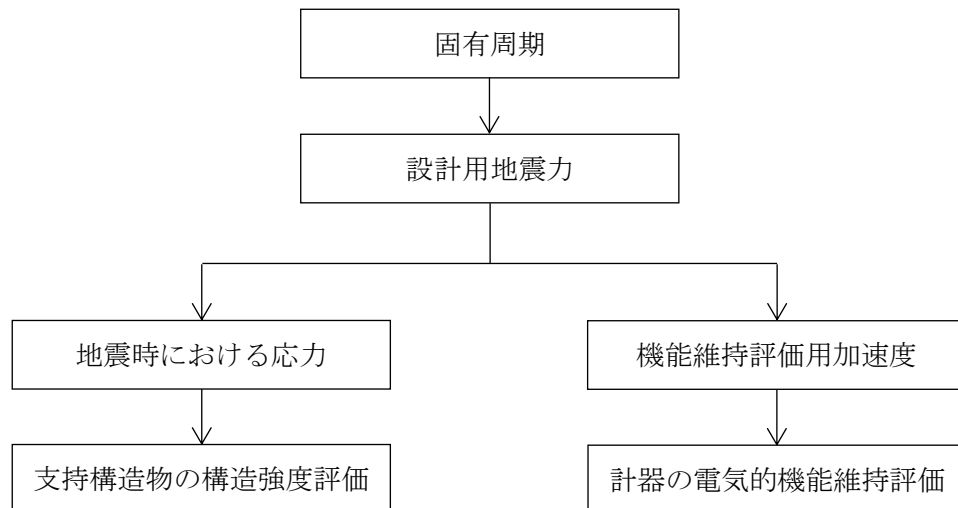 固有周期
設計用地震力
地震時における応力
機能維持評価用加速度
支持構造物の構造強度評価
計器の電気的機能維持評価